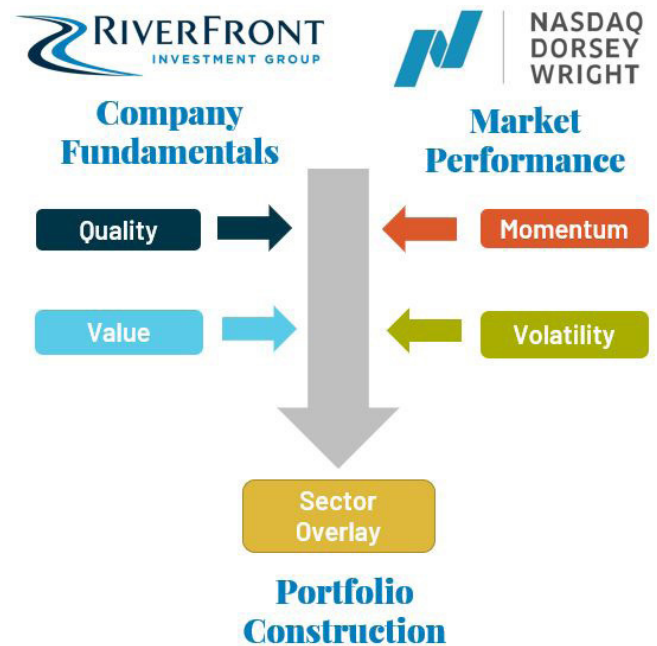 RIVERFRONT
INVESTMENT GROUP
NASDAQ
DORSEY
WRIGHT
Company
Fundamentals
Market
Performance
Quality
Momentum
Value
Volatility
Sector
Overlay
Portfolio
Construction